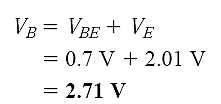 V_B = V_BE + V_E
= 0.7 V + 2.01 V
= 2.71 V